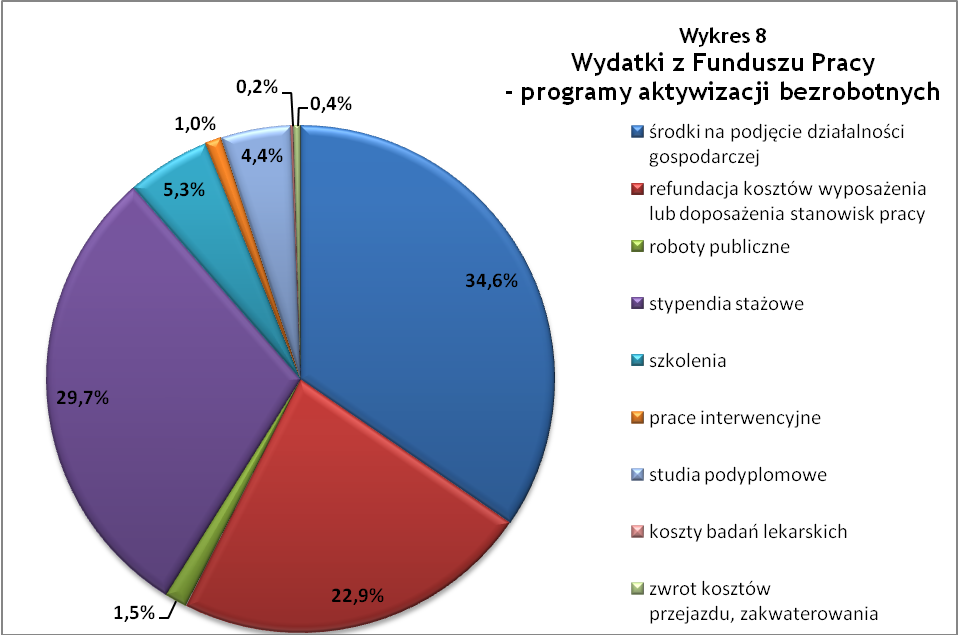 Wykres 8
Wydatki z Funduszu Pracy
- programy aktywizacji bezrobotnych
0,2%
0,4%
1,0%
4,4%
5,3%
34,6%
29,7%
22,9%
1,5%
środki na podjęcie działalności
gospodarczej
refundacja kosztów wyposażenia
lub doposażenia stanowisk pracy
roboty publiczne
stypendia stażowe
szkolenia
prace interwencyjne
studia podyplomowe
koszty badań lekarskich
zwrot kosztów
przejazdu, zakwaterowania